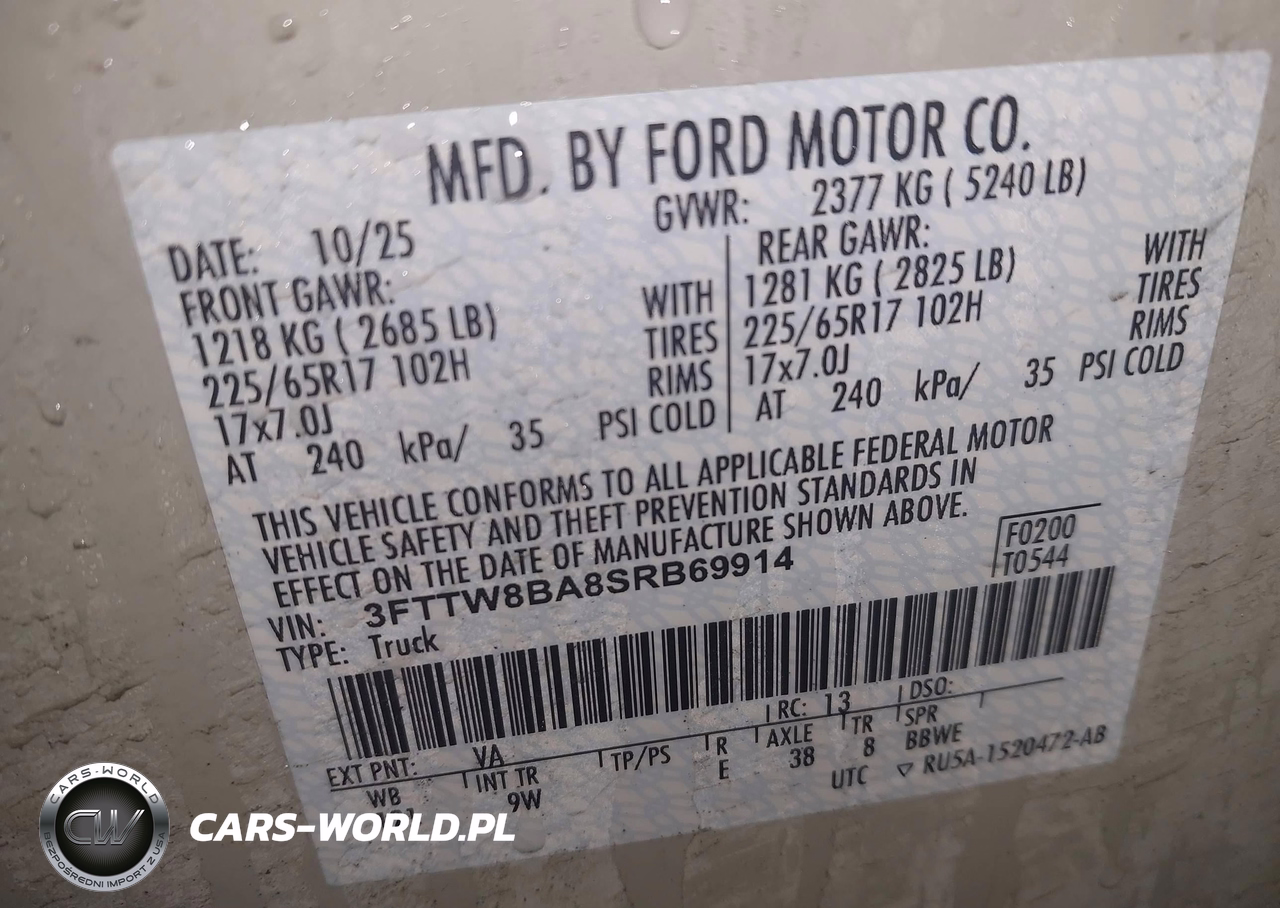 MFD. BY FORD MOTOR CO.
DATE: 10/25 GVWR: 2377 KG ( 5240 LB)
FRONT GAWR: REAR GAWR:
1218 KG ( 2685 LB) WITH 1281 KG ( 2825 LB) WITH
225/65R17 102H TIRES 225/65R17 102H TIRES
17x7.0J RIMS 17x7.0J RIMS
AT 240 kPa/ 35 PSI COLD AT 240 kPa/ 35 PSI COLD
THIS VEHICLE CONFORMS TO ALL APPLICABLE FEDERAL MOTOR
VEHICLE SAFETY AND THEFT PREVENTION STANDARDS IN
EFFECT ON THE DATE OF MANUFACTURE SHOWN ABOVE.
VIN: 3FTTW8BA8SRB69914
F0200
T0544
TYPE: Truck
EXT PNT: VA RC: 13 DSO:
WB INT TR TP/PS R AXLE TR SPR
9W E 38 8 BBWE
UTC ▽ RU5A-1520472-AB
CARS-WORLD
CW
BEZPOŚREDNI IMPORT Z USA
CARS-WORLD.PL